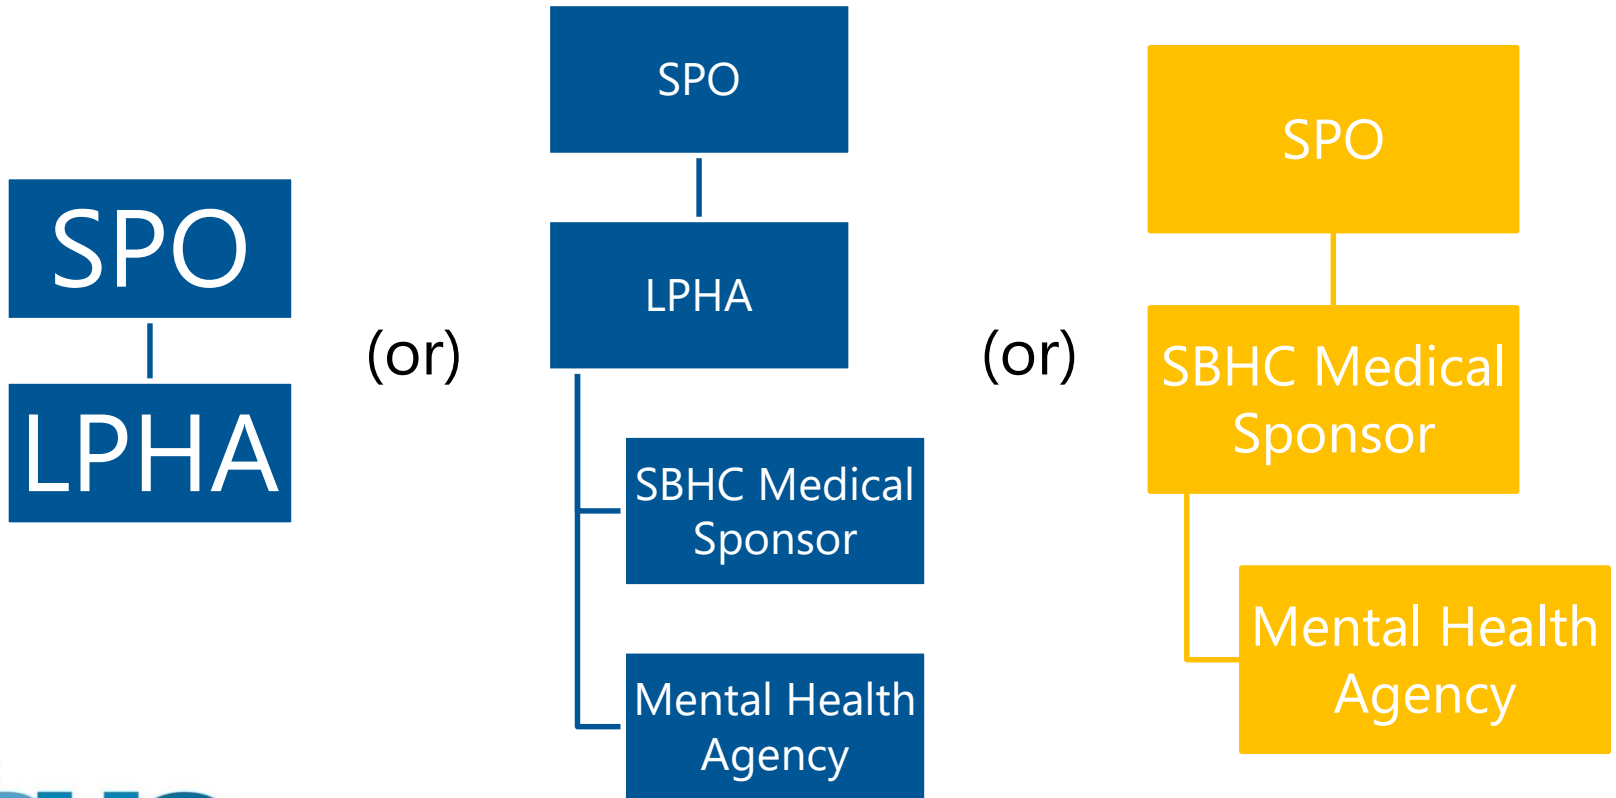 SPO
LPHA
(or)
SPO
LPHA
SBHC Medical
Sponsor
Mental Health
Agency
(or)
SPO
SBHC Medical
Sponsor
Mental Health
Agency